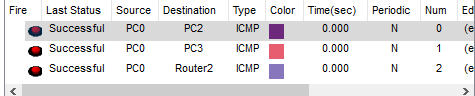 Fire Last Status Source Destination Type Color Time(sec) Periodic Num Ed
Successful PC0 PC2 ICMP 0.000 N 0 (e
Successful PC0 PC3 ICMP 0.000 N 1 (e
Successful PC0 Router2 ICMP 0.000 N 2 (e